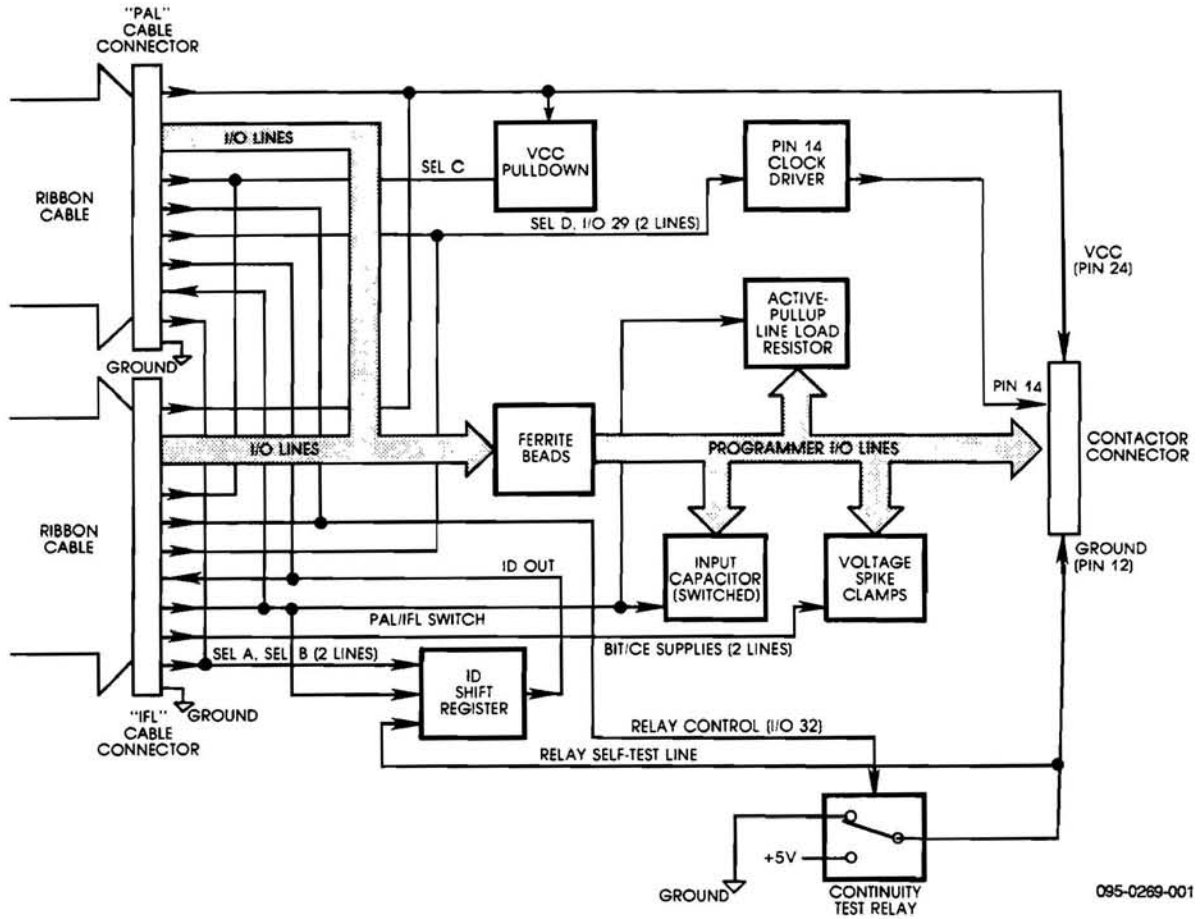 "PAL"
CABLE
CONNECTOR
I/O LINES
SEL C
VCC
PULLDOWN
PIN 14
CLOCK
DRIVER
RIBBON
CABLE
SEL D, I/O 29 (2 LINES)
VCC
(PIN 24)
ACTIVE-
PULLUP
LINE LOAD
RESISTOR
GROUND
PIN 14
I/O LINES
FERRITE
BEADS
PROGRAMMER I/O LINES
CONTACTOR
CONNECTOR
RIBBON
CABLE
ID OUT
INPUT
CAPACITOR
(SWITCHED)
VOLTAGE
SPIKE
CLAMPS
GROUND
(PIN 12)
PAL/IFL SWITCH
BIT/CE SUPPLIES (2 LINES)
SEL A, SEL B (2 LINES)
ID
SHIFT
REGISTER
"IFL"
CABLE
CONNECTOR
GROUND
RELAY CONTROL (I/O 32)
RELAY SELF-TEST LINE
+5V
GROUND
CONTINUITY
TEST RELAY
095-0269-001